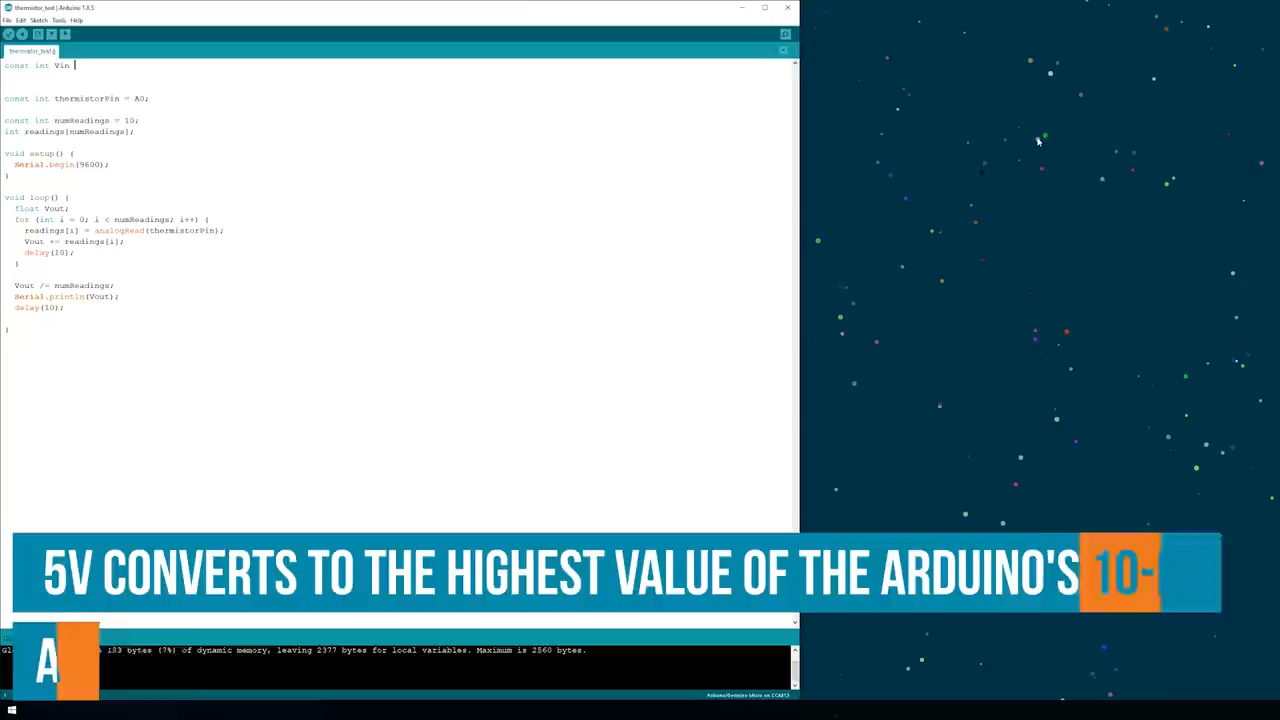 thermistor_test | Arduino 1.8.5
File Edit Sketch Tools Help
thermistor_test §
const int Vin
const int thermistorPin = A0;
const int numReadings = 10;
int readings[numReadings];
void setup() {
Serial.begin(9600);
}
void loop() {
float Vout;
for (int i = 0; i < numReadings; i++) {
readings[i] = analogRead(thermistorPin);
Vout += readings[i];
delay(10);
}
Vout /= numReadings;
Serial.println(Vout);
delay(10);
}
5V CONVERTS TO THE HIGHEST VALUE OF THE ARDUINO'S 10-
A
183 bytes (7%) of dynamic memory, leaving 2377 bytes for local variables. Maximum is 2560 bytes.
1